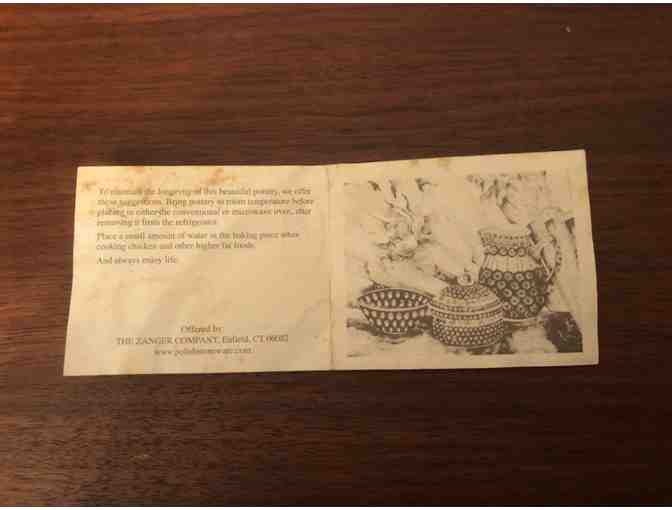 To maintain the longevity of this beautiful pottery, we offer
these suggestions. Bring pottery to room temperature before
placing in either the conventional or microwave oven, after
removing it from the refrigerator.
Place a small amount of water in the baking piece when
cooking chicken and other higher fat foods.
And always enjoy life.
Offered by:
THE ZANGER COMPANY, Enfield, CT 06082
www.polishstoneware.com